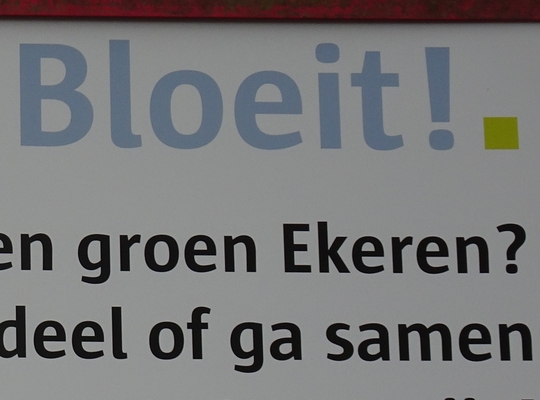 Bloeit!
en groen Ekeren?
deel of ga samen